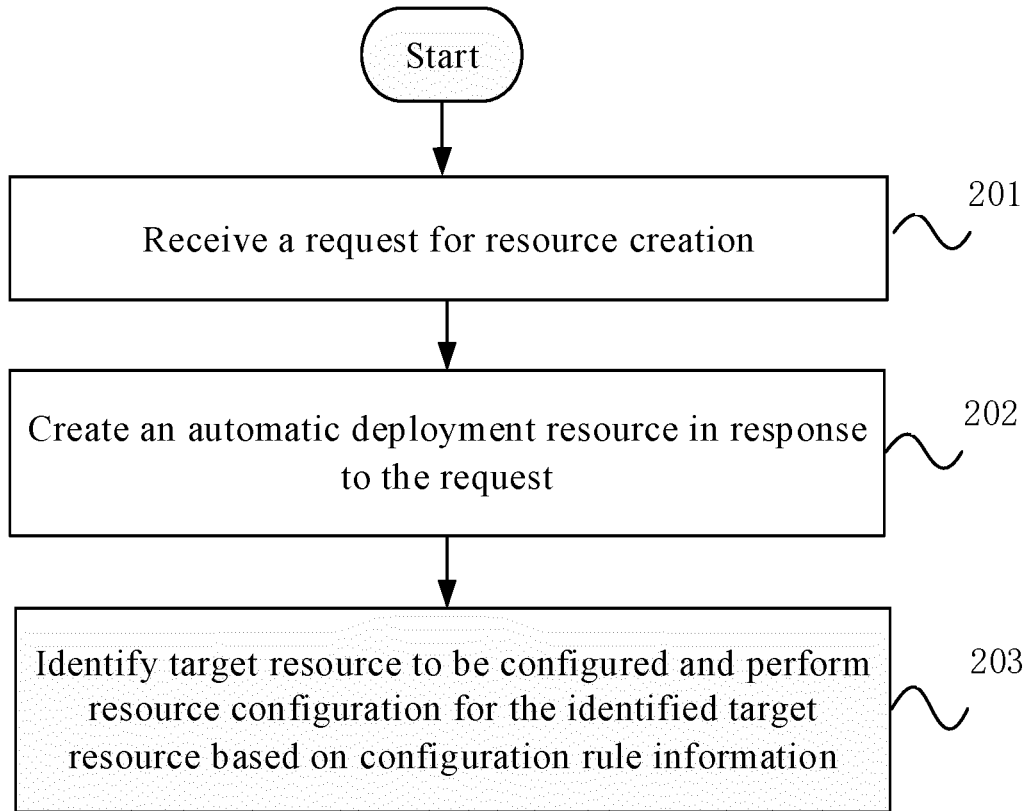 Start
Receive a request for resource creation
201
Create an automatic deployment resource in response
to the request
202
Identify target resource to be configured and perform
resource configuration for the identified target
resource based on configuration rule information
203